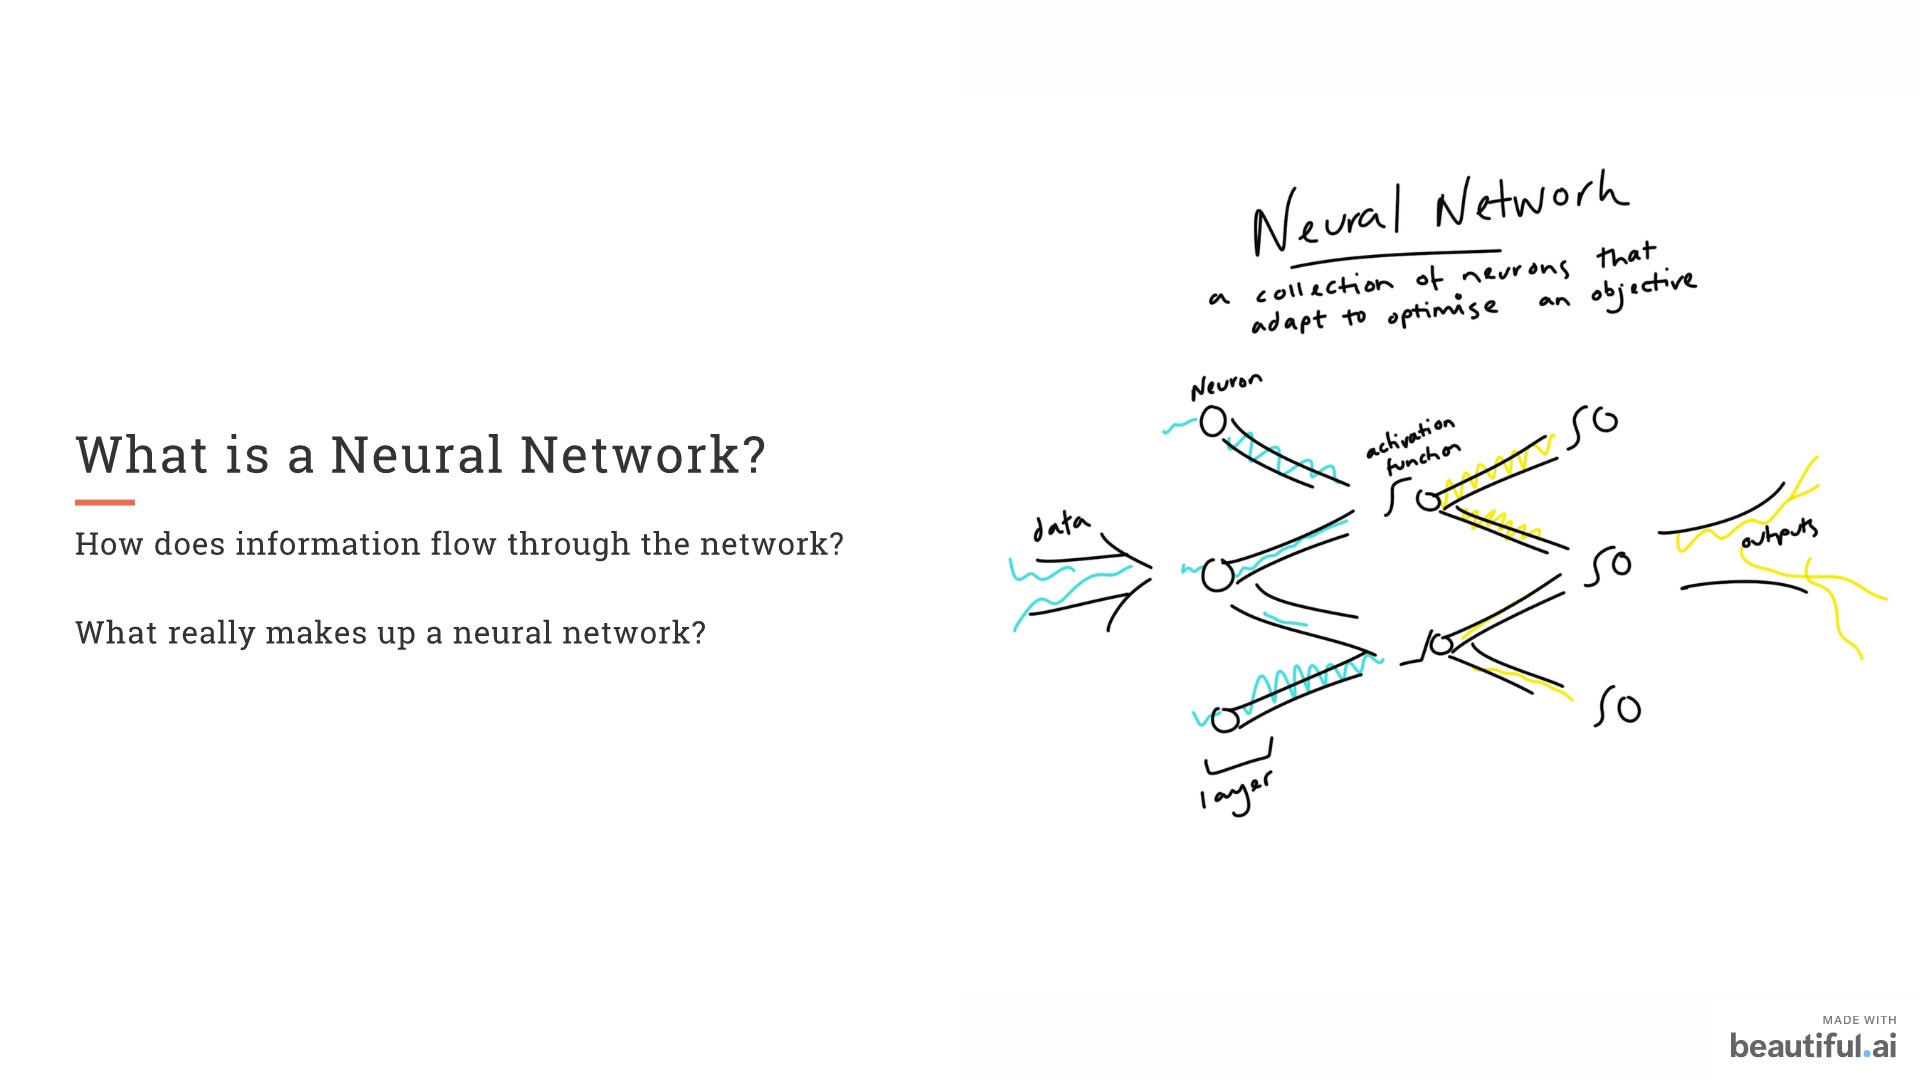 What is a Neural Network?
How does information flow through the network?
What really makes up a neural network?
Neural Network
a collection of neurons that
adapt to optimise an objective
Neuron
activation
function
data
outputs
layer
MADE WITH
beautiful.ai